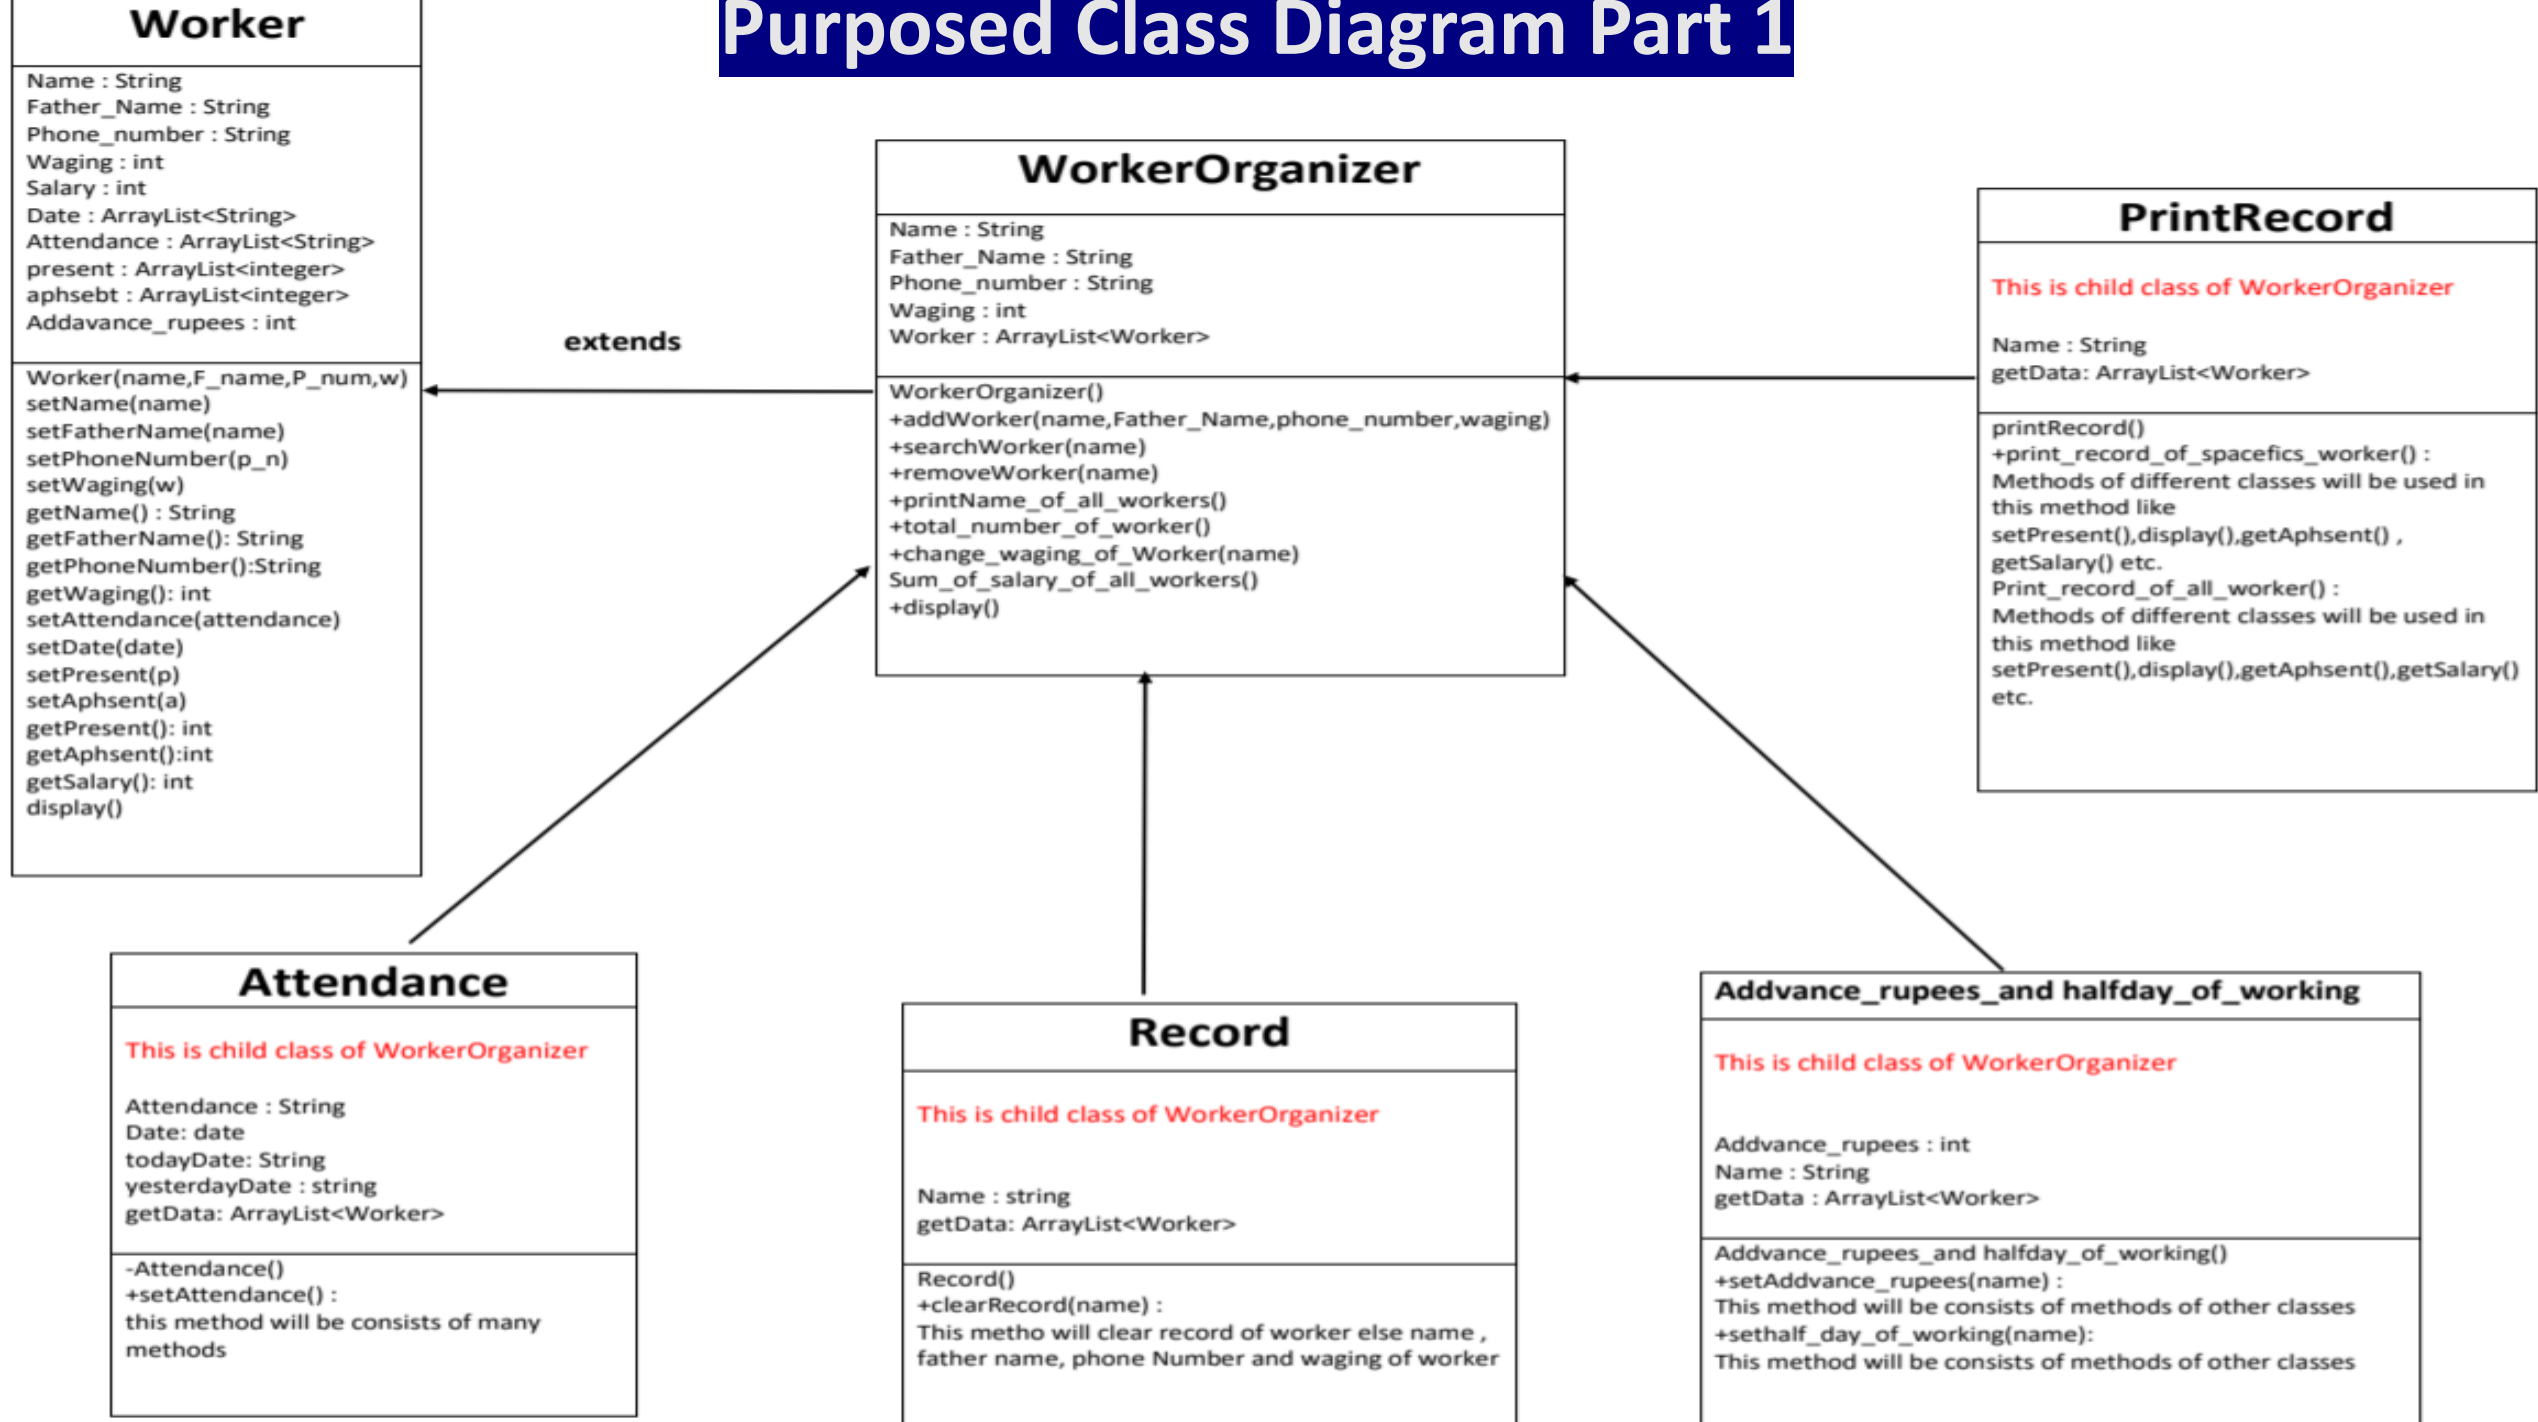 Purposed Class Diagram Part 1
Worker
Name : String
Father_Name : String
Phone_number : String
Waging : int
Salary : int
Date : ArrayList<String>
Attendance : ArrayList<String>
present : ArrayList<integer>
aphsebt : ArrayList<integer>
Addavance_rupees : int
Worker(name,F_name,P_num,w)
setName(name)
setFatherName(name)
setPhoneNumber(p_n)
setWaging(w)
getName() : String
getFatherName(): String
getPhoneNumber():String
getWaging(): int
setAttendance(attendance)
setDate(date)
setPresent(p)
setAphsent(a)
getPresent(): int
getAphsent():int
getSalary(): int
display()
extends
WorkerOrganizer
Name : String
Father_Name : String
Phone_number : String
Waging : int
Worker : ArrayList<Worker>
WorkerOrganizer()
+addWorker(name,Father_Name,phone_number,waging)
+searchWorker(name)
+removeWorker(name)
+printName_of_all_workers()
+total_number_of_worker()
+change_waging_of_Worker(name)
Sum_of_salary_of_all_workers()
+display()
PrintRecord
This is child class of WorkerOrganizer
Name : String
getData: ArrayList<Worker>
printRecord()
+print_record_of_spacefics_worker() :
Methods of different classes will be used in
this method like
setPresent(),display(),getAphsent() ,
getSalary() etc.
Print_record_of_all_worker() :
Methods of different classes will be used in
this method like
setPresent(),display(),getAphsent(),getSalary()
etc.
Attendance
This is child class of WorkerOrganizer
Attendance : String
Date: date
todayDate: String
yesterdayDate : string
getData: ArrayList<Worker>
-Attendance()
+setAttendance() :
this method will be consists of many
methods
Record
This is child class of WorkerOrganizer
Name : string
getData: ArrayList<Worker>
Record()
+clearRecord(name) :
This metho will clear record of worker else name ,
father name, phone Number and waging of worker
Addvance_rupees_and halfday_of_working
This is child class of WorkerOrganizer
Addvance_rupees : int
Name : String
getData : ArrayList<Worker>
Addvance_rupees_and halfday_of_working()
+setAddvance_rupees(name) :
This method will be consists of methods of other classes
+sethalf_day_of_working(name):
This method will be consists of methods of other classes